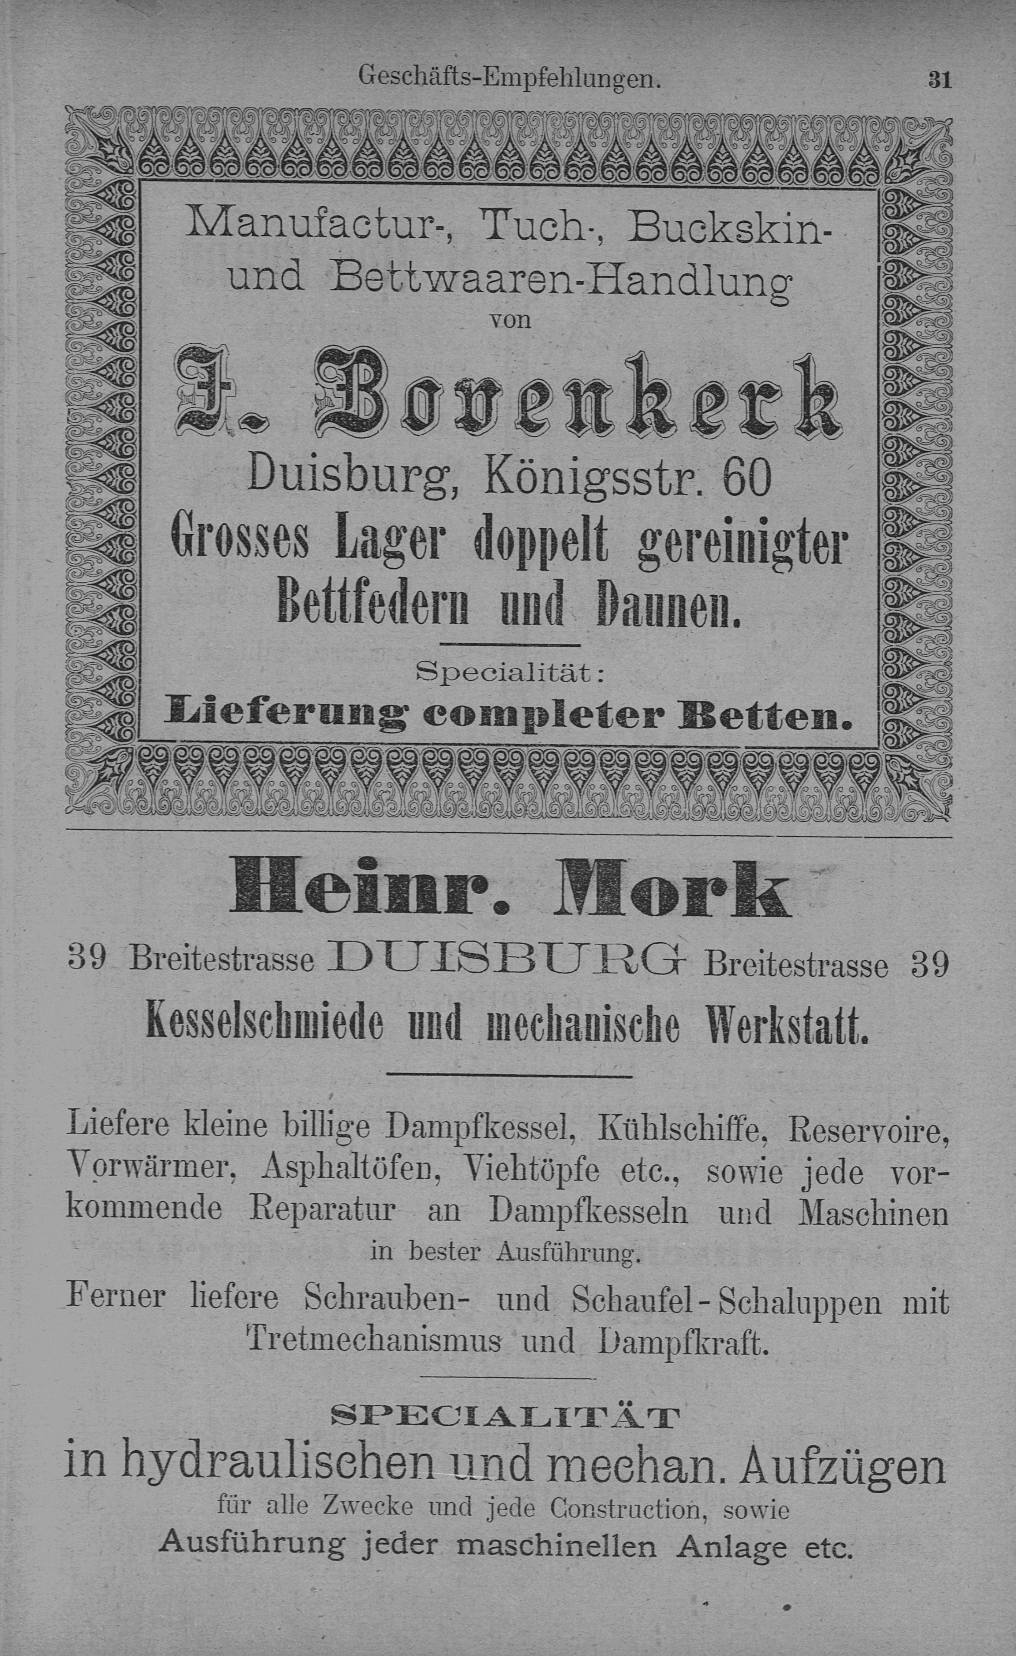 Geschäfts-Empfehlungen. 31
Manufactur-, Tuch-, Buckskin-
und Bettwaaren-Handlung
von
J. Bovenkerk
Duisburg, Königsstr. 60
Grosses Lager doppelt gereinigter
Bettfedern und Daunen.
Specialität:
Lieferung completer Betten.
Heinr. Mork
39 Breitestrasse DUISBURG Breitestrasse 39
Kesselschmiede und mechanische Werkstatt.
Liefere kleine billige Dampfkessel, Kühlschiffe, Reservoire,
Vorwärmer, Asphaltöfen, Viehtöpfe etc., sowie jede vor-
kommende Reparatur an Dampfkesseln und Maschinen
in bester Ausführung.
Ferner liefere Schrauben- und Schaufel-Schaluppen mit
Tretmechanismus und Dampfkraft.
SPECIALITÄT
in hydraulischen und mechan. Aufzügen
für alle Zwecke und jede Construction, sowie
Ausführung jeder maschinellen Anlage etc.